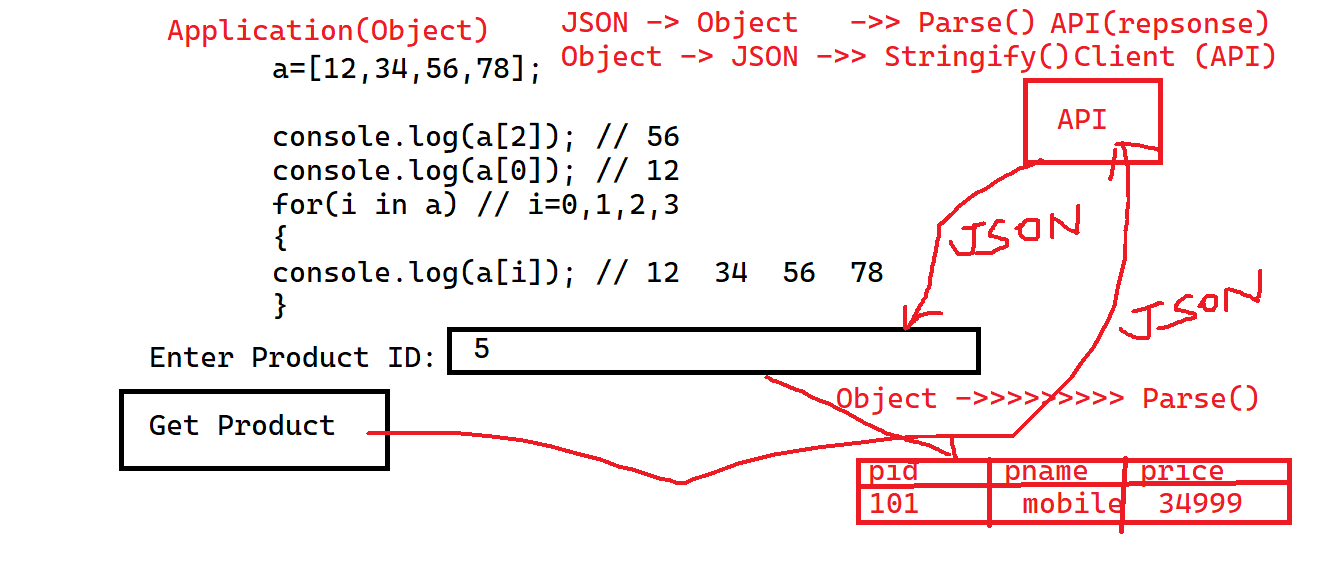 Application(Object)
JSON -> Object ->> Parse() API(repsonse)
Object -> JSON ->> Stringify()Client (API)
a=[12,34,56,78];
API
console.log(a[2]); // 56
console.log(a[0]); // 12
for(i in a) // i=0,1,2,3
{
JSON
console.log(a[i]); // 12 34 56 78
}
JSON
Enter Product ID: 5
Object ->>>>>>>>> Parse()
Get Product
pid pname price
101 mobile 34999